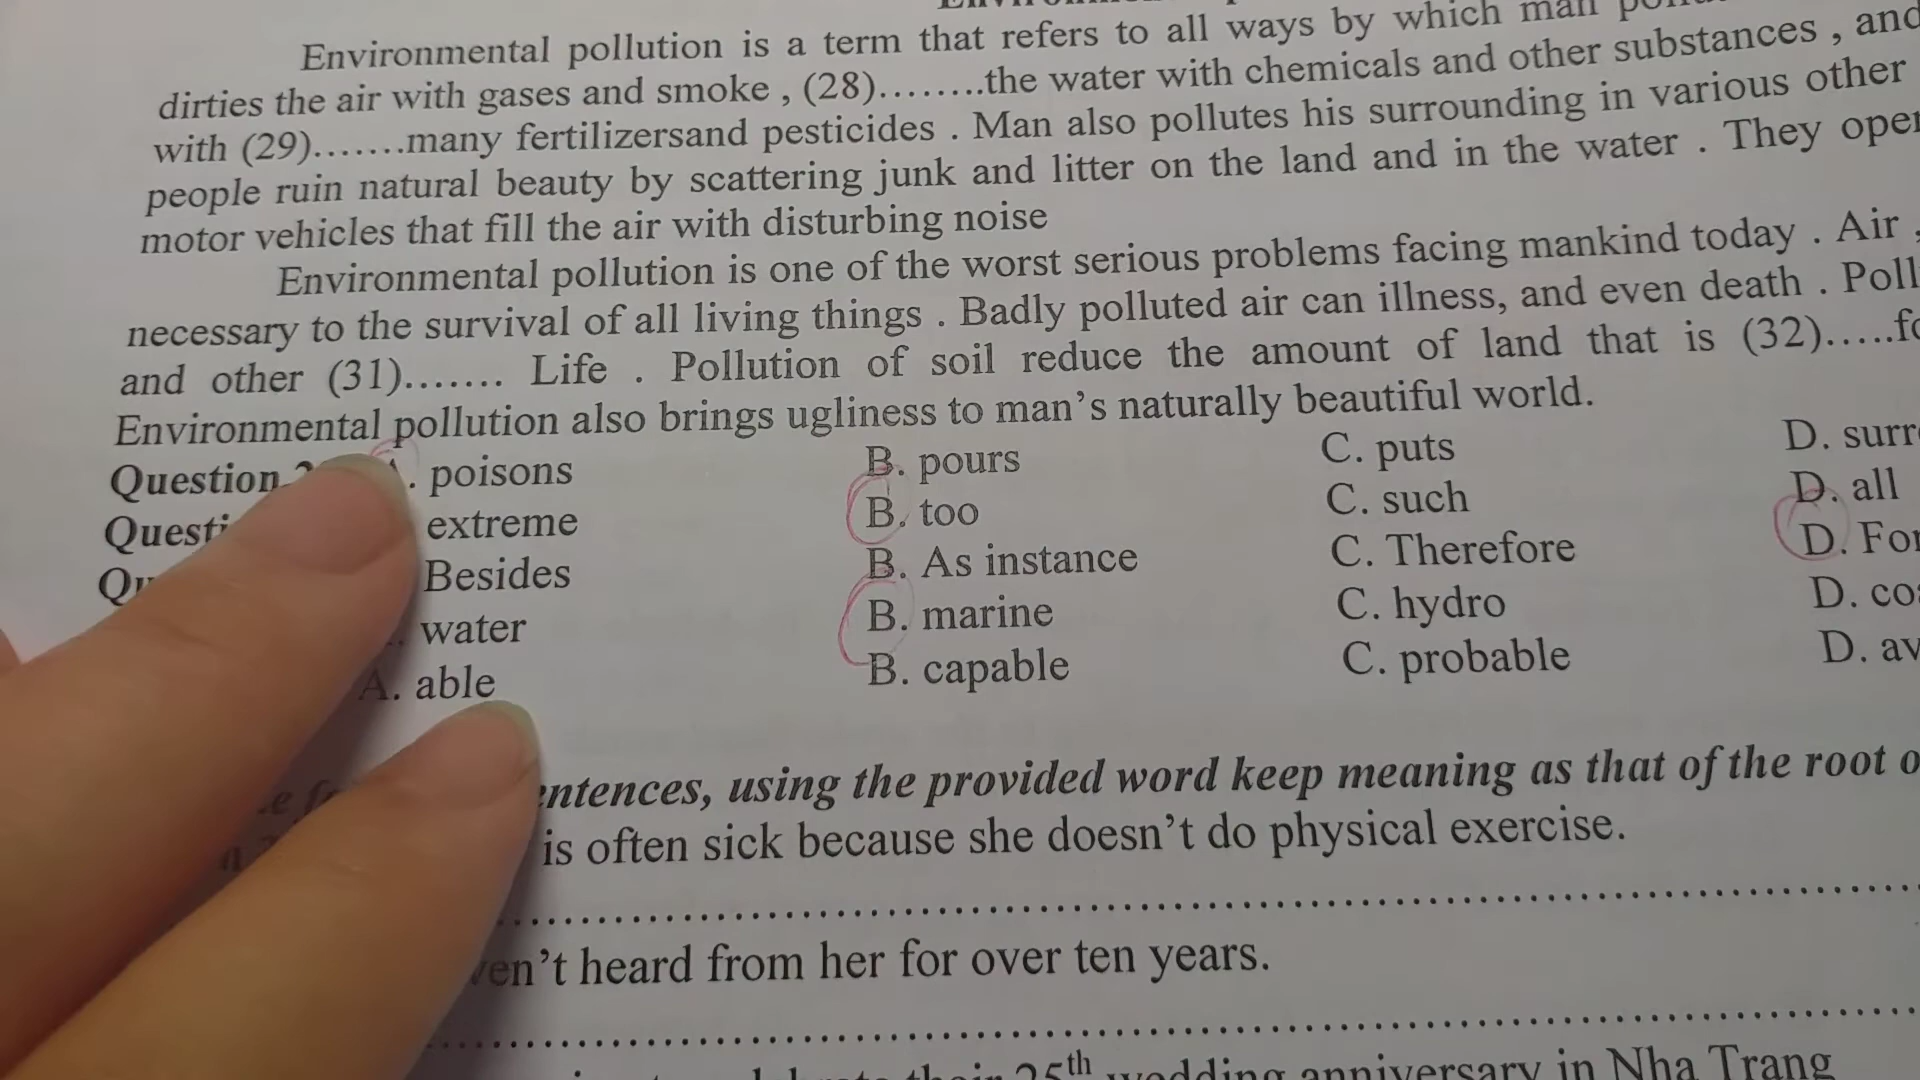 Environmental pollution is a term that refers to all ways by which man
dirties the air with gases and smoke , (28)........the water with chemicals and other substances , and
with (29).......many fertilizersand pesticides . Man also pollutes his surrounding in various other
people ruin natural beauty by scattering junk and litter on the land and in the water . They
motor vehicles that fill the air with disturbing noise
Environmental pollution is one of the worst serious problems facing mankind today . Air ,
necessary to the survival of all living things . Badly polluted air can illness, and even death .
and other (31)....... Life . Pollution of soil reduce the amount of land that is (32).....
Environmental pollution also brings ugliness to man's naturally beautiful world.
Question A. poisons B. pours C. puts D.
extreme B. too C. such D. all
Besides B. As instance C. Therefore D. For
water B. marine C. hydro D.
A. able B. capable C. probable D.
using the provided word keep meaning as that of the root
is often sick because she doesn't do physical exercise.
heard from her for over ten years.
their 25th wedding anniversary in Nha Trang